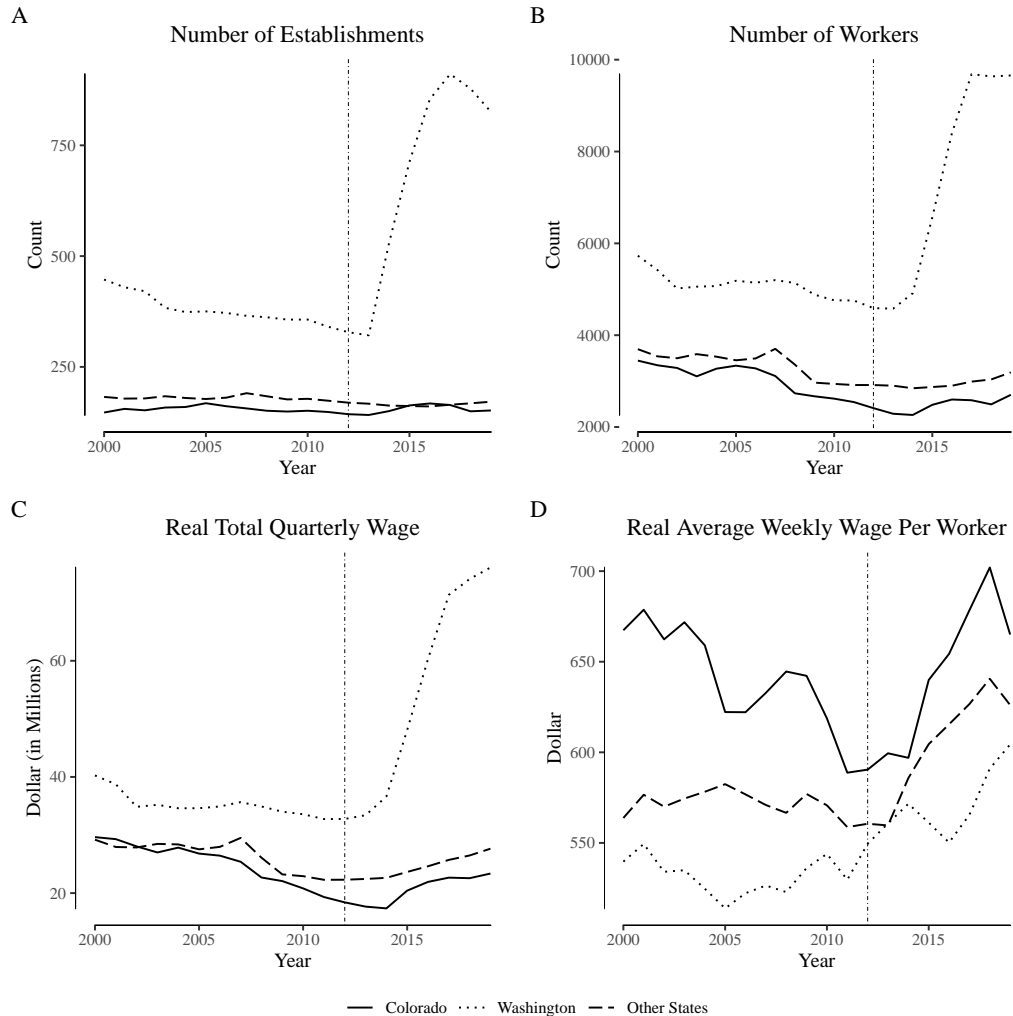 A
Number of Establishments
750
500
250
Count
2000 2005 2010 2015
Year
B
Number of Workers
10000
8000
6000
4000
2000
Count
2000 2005 2010 2015
Year
C
Real Total Quarterly Wage
60
40
20
Dollar (in Millions)
2000 2005 2010 2015
Year
D
Real Average Weekly Wage Per Worker
700
650
600
550
Dollar
2000 2005 2010 2015
Year
Colorado Washington Other States